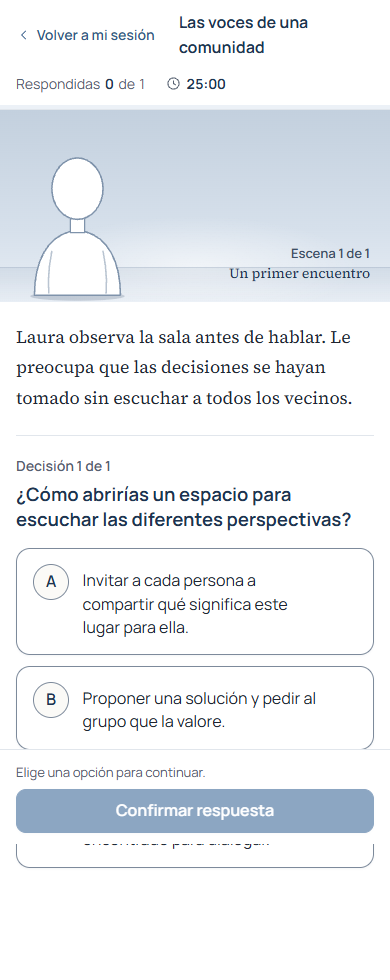 Volver a mi sesión
Las voces de una
comunidad
Respondidas 0 de 1
25:00
Escena 1 de 1
Un primer encuentro
Laura observa la sala antes de hablar. Le
preocupa que las decisiones se hayan
tomado sin escuchar a todos los vecinos.
Decisión 1 de 1
¿Cómo abrirías un espacio para
escuchar las diferentes perspectivas?
A
Invitar a cada persona a
compartir qué significa este
lugar para ella.
B
Proponer una solución y pedir al
grupo que la valore.
Elige una opción para continuar.
Confirmar respuesta